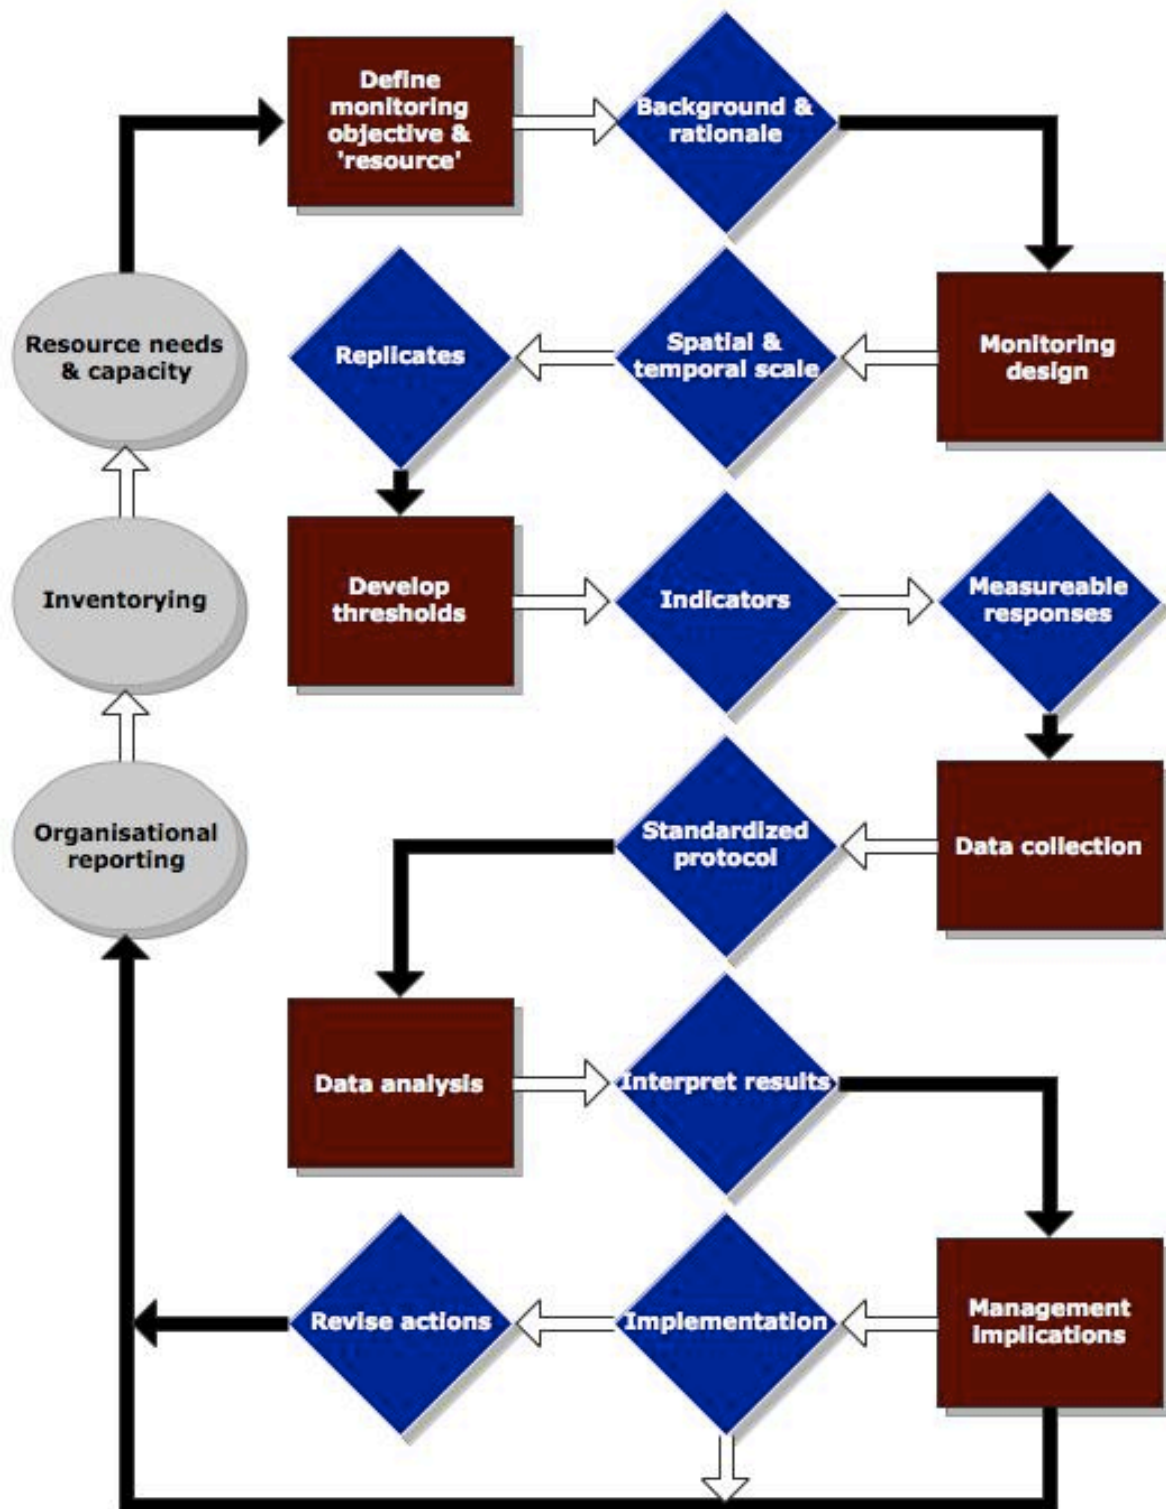 Define
monitoring
objective &
'resource'
Background &
rationale
Resource needs
& capacity
Replicates
Spatial &
temporal scale
Monitoring
design
Inventorying
Develop
thresholds
Indicators
Measureable
responses
Organisational
reporting
Standardized
protocol
Data collection
Data analysis
Interpret results
Revise actions
Implementation
Management
implications